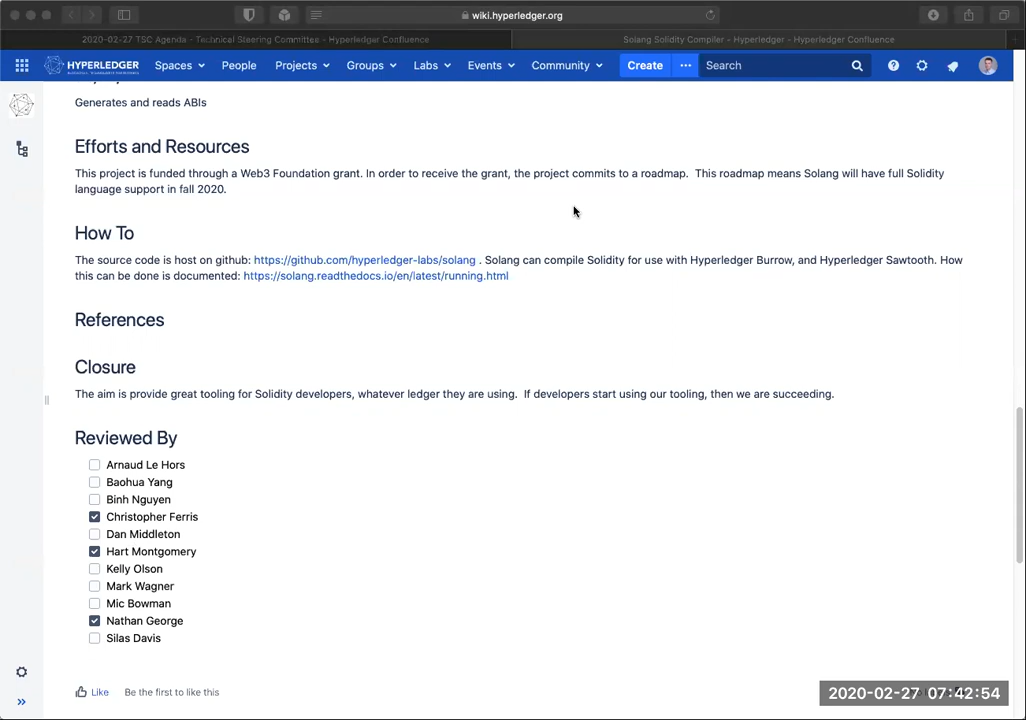 wiki.hyperledger.org
2020-02-27 TSC Agenda - Technical Steering Committee - Hyperledger Confluence
Solang Solidity Compiler - Hyperledger - Hyperledger Confluence
HYPERLEDGER Spaces People Projects Groups Labs Events Community Create ... Search
Generates and reads ABIs
Efforts and Resources
This project is funded through a Web3 Foundation grant. In order to receive the grant, the project commits to a roadmap.  This roadmap means Solang will have full Solidity
language support in fall 2020.
How To
The source code is host on github: https://github.com/hyperledger-labs/solang . Solang can compile Solidity for use with Hyperledger Burrow, and Hyperledger Sawtooth. How
this can be done is documented: https://solang.readthedocs.io/en/latest/running.html
References
Closure
The aim is provide great tooling for Solidity developers, whatever ledger they are using.  If developers start using our tooling, then we are succeeding.
Reviewed By
Arnaud Le Hors
Baohua Yang
Binh Nguyen
Christopher Ferris
Dan Middleton
Hart Montgomery
Kelly Olson
Mark Wagner
Mic Bowman
Nathan George
Silas Davis
Like Be the first to like this
2020-02-27 07:42:54